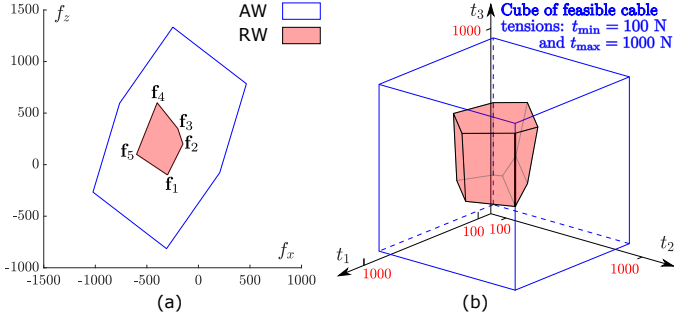 f_z
AW
RW
1500
1000
500
0
-500
-1000
f_4
f_3
f_2
f_5
f_1
f_x
-1500 -1000 -500 0 500 1000
(a)
t_3
Cube of feasible cable
tensions: t_min = 100 N
and t_max = 1000 N
1000
100 100
t_1
1000
t_2
1000
(b)